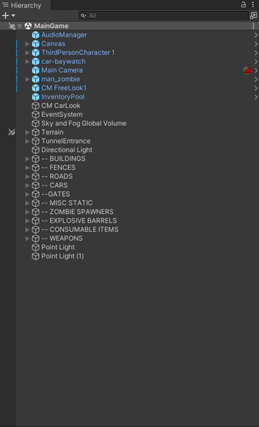 Hierarchy
All
MainGame
AudioManager
Canvas
ThirdPersonCharacter 1
car-baywatch
Main Camera
man_zombie
CM FreeLook1
InventoryPool
CM CarLook
EventSystem
Sky and Fog Global Volume
Terrain
TunnelEntrance
Directional Light
-- BUILDINGS
-- FENCES
-- ROADS
-- CARS
--GATES
-- MISC STATIC
-- ZOMBIE SPAWNERS
-- EXPLOSIVE BARRELS
-- CONSUMABLE ITEMS
-- WEAPONS
Point Light
Point Light (1)